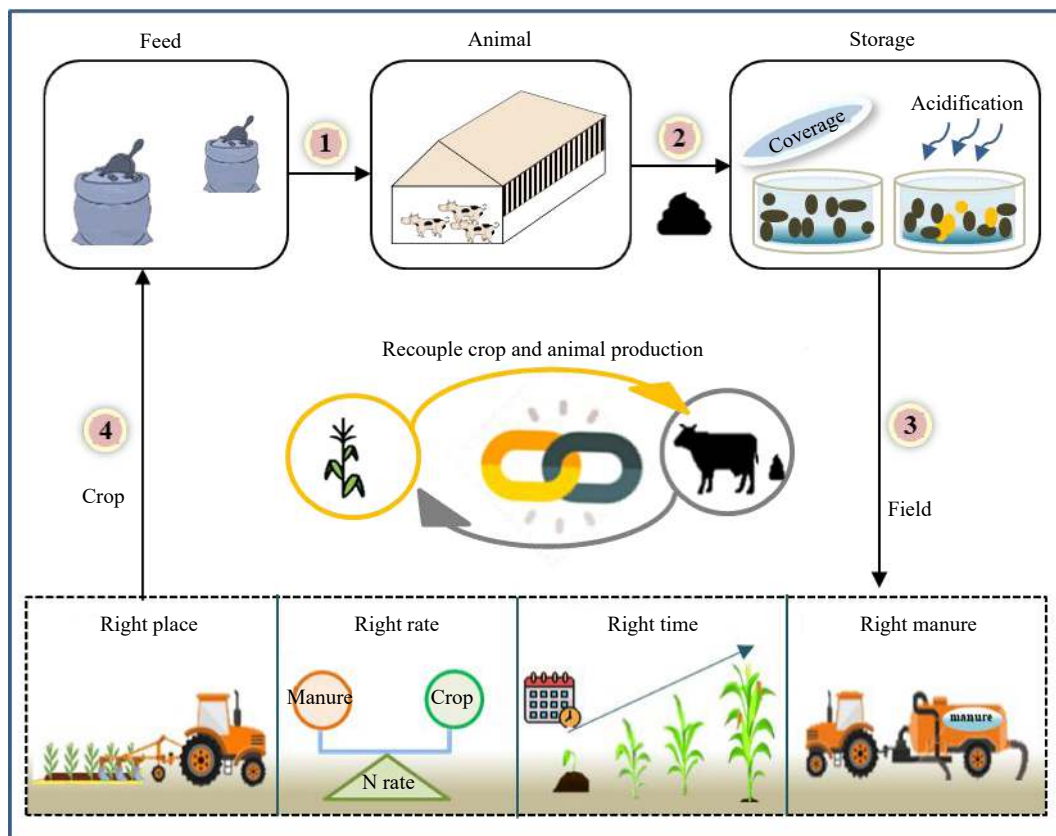 Feed
Animal
Storage
1
2
Coverage
Acidification
Recouple crop and animal production
4
3
Crop
Field
Right place
Right rate
Right time
Right manure
Manure
Crop
N rate
manure